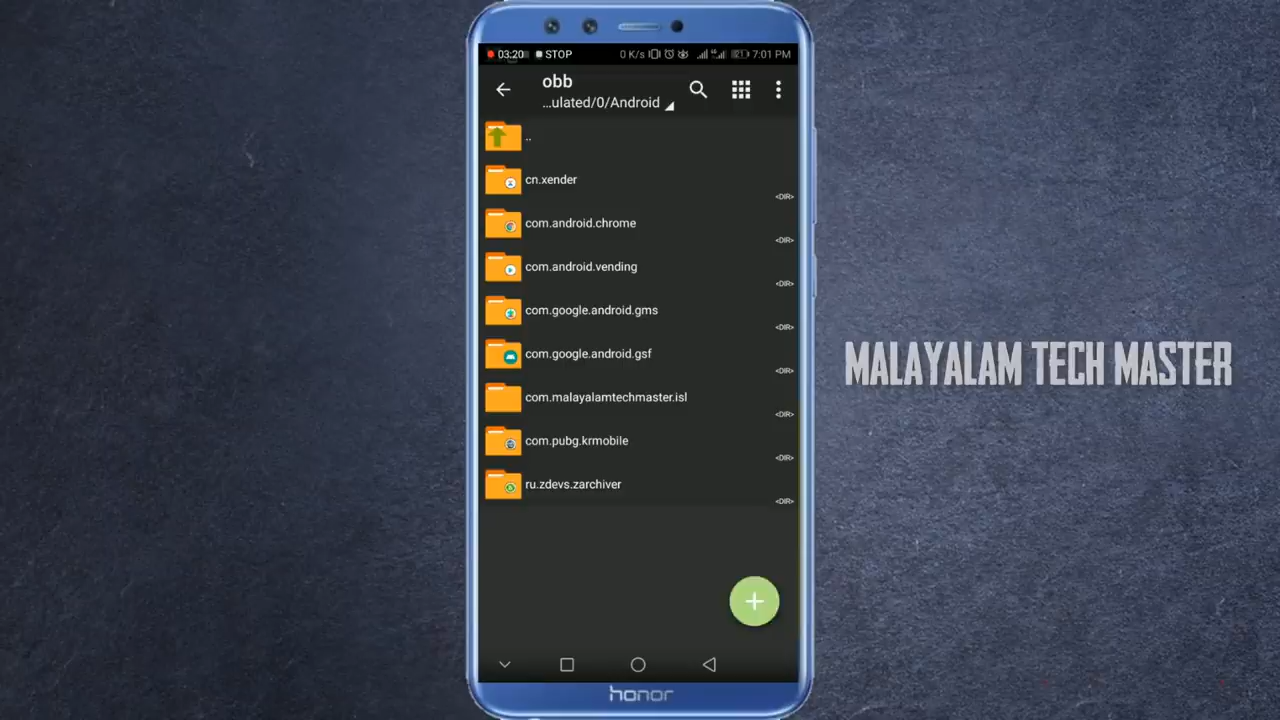 03:20 STOP 0 K/s 7:01 PM
obb
...ulated/0/Android
..
cn.xender
<DIR>
com.android.chrome
<DIR>
com.android.vending
<DIR>
com.google.android.gms
<DIR>
com.google.android.gsf
<DIR>
com.malayalamtechmaster.isl
<DIR>
com.pubg.krmobile
<DIR>
ru.zdevs.zarchiver
<DIR>
honor
MALAYALAM TECH MASTER